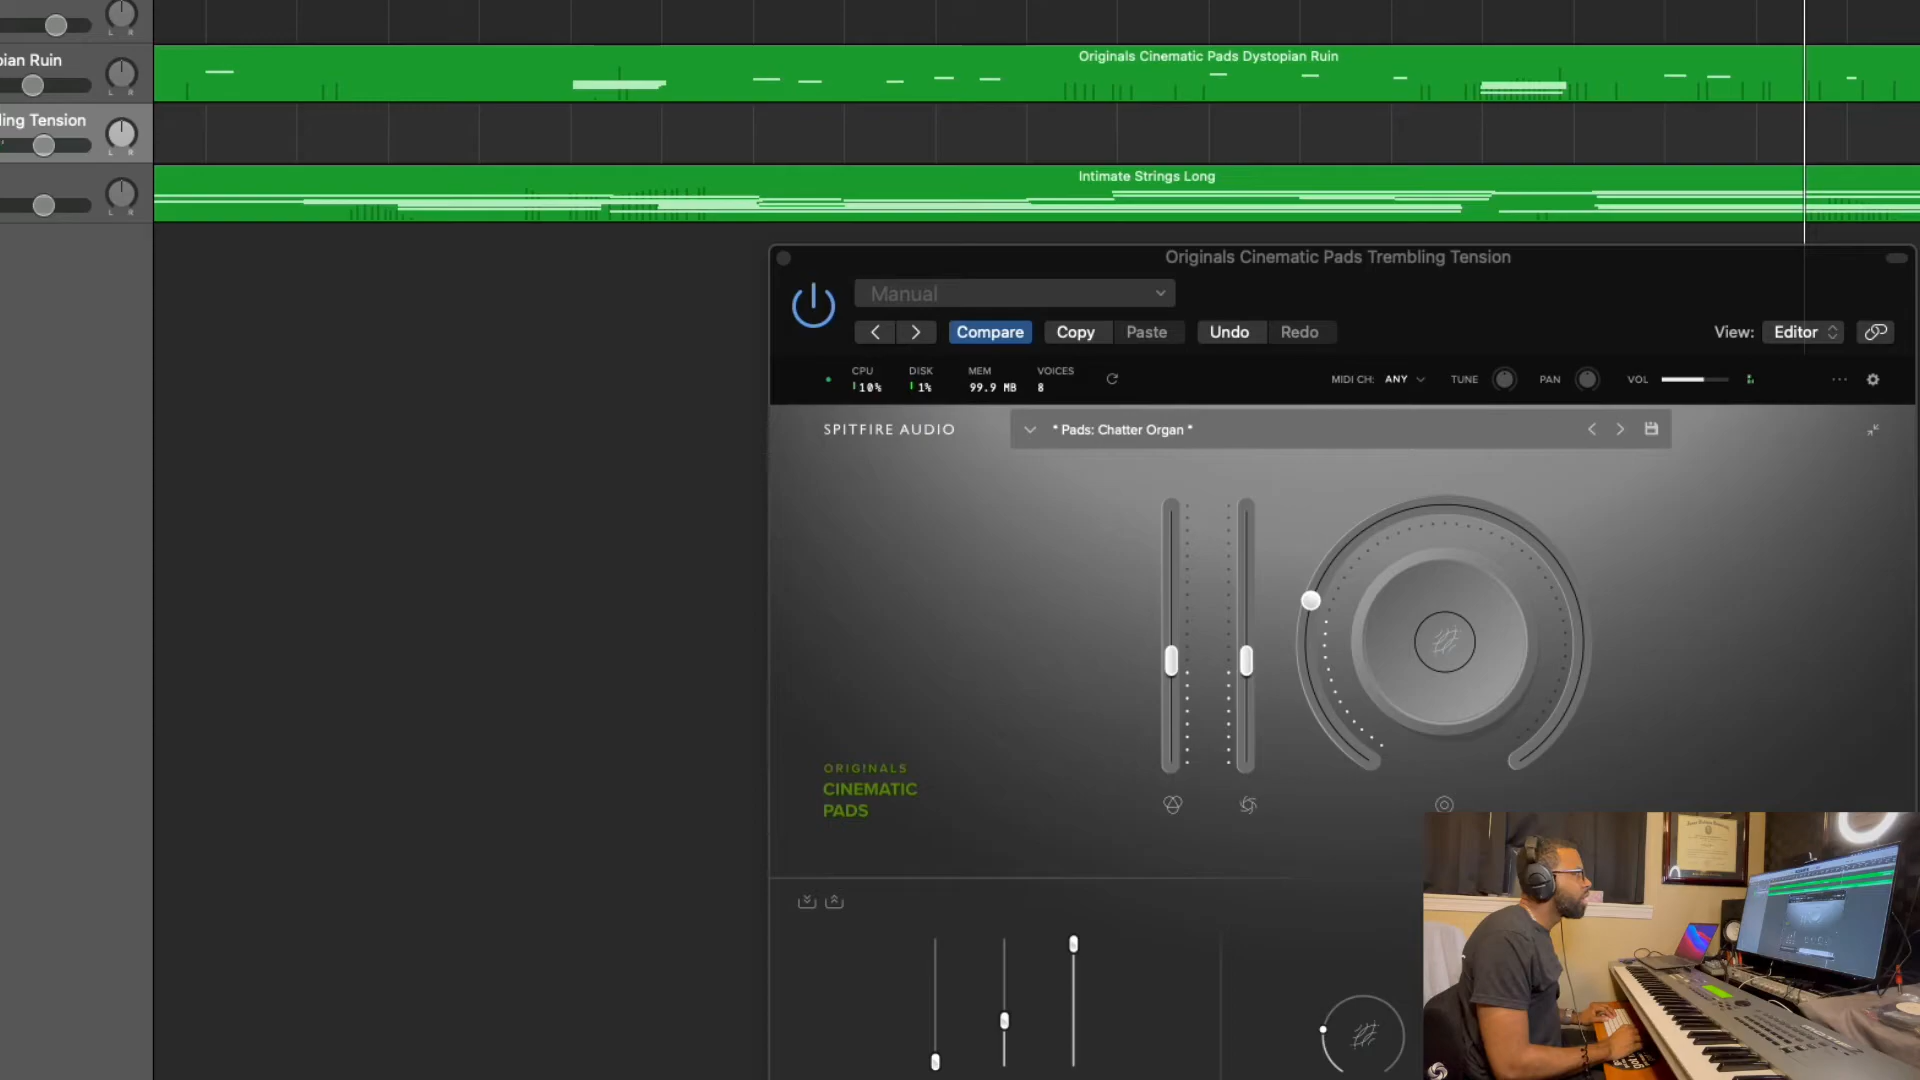 L R
pian Ruin
Originals Cinematic Pads Dystopian Ruin
L R
ling Tension
L R
Intimate Strings Long
L R
Originals Cinematic Pads Trembling Tension
Manual
Compare Copy Paste Undo Redo View: Editor
CPU DISK MEM VOICES
10% 1% 99.9 MB 8
MIDI CH: ANY TUNE PAN VOL
SPITFIRE AUDIO
* Pads: Chatter Organ *
ORIGINALS
CINEMATIC
PADS